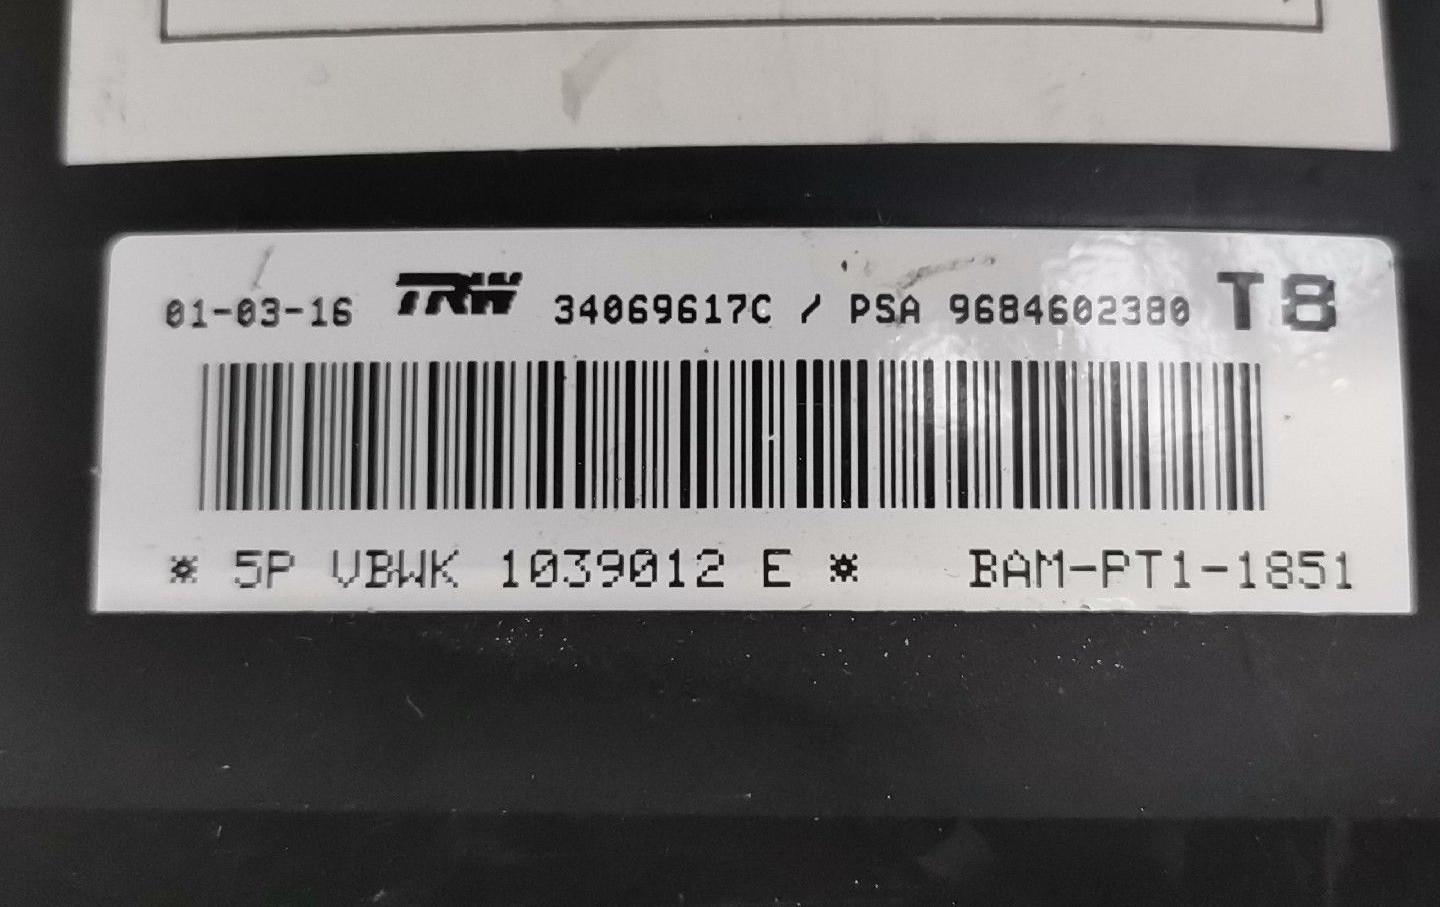 01-03-16 TRW 34069617C / PSA 9684602380 T8
* 5P VBWK 1039012 E * BAM-PT1-1851